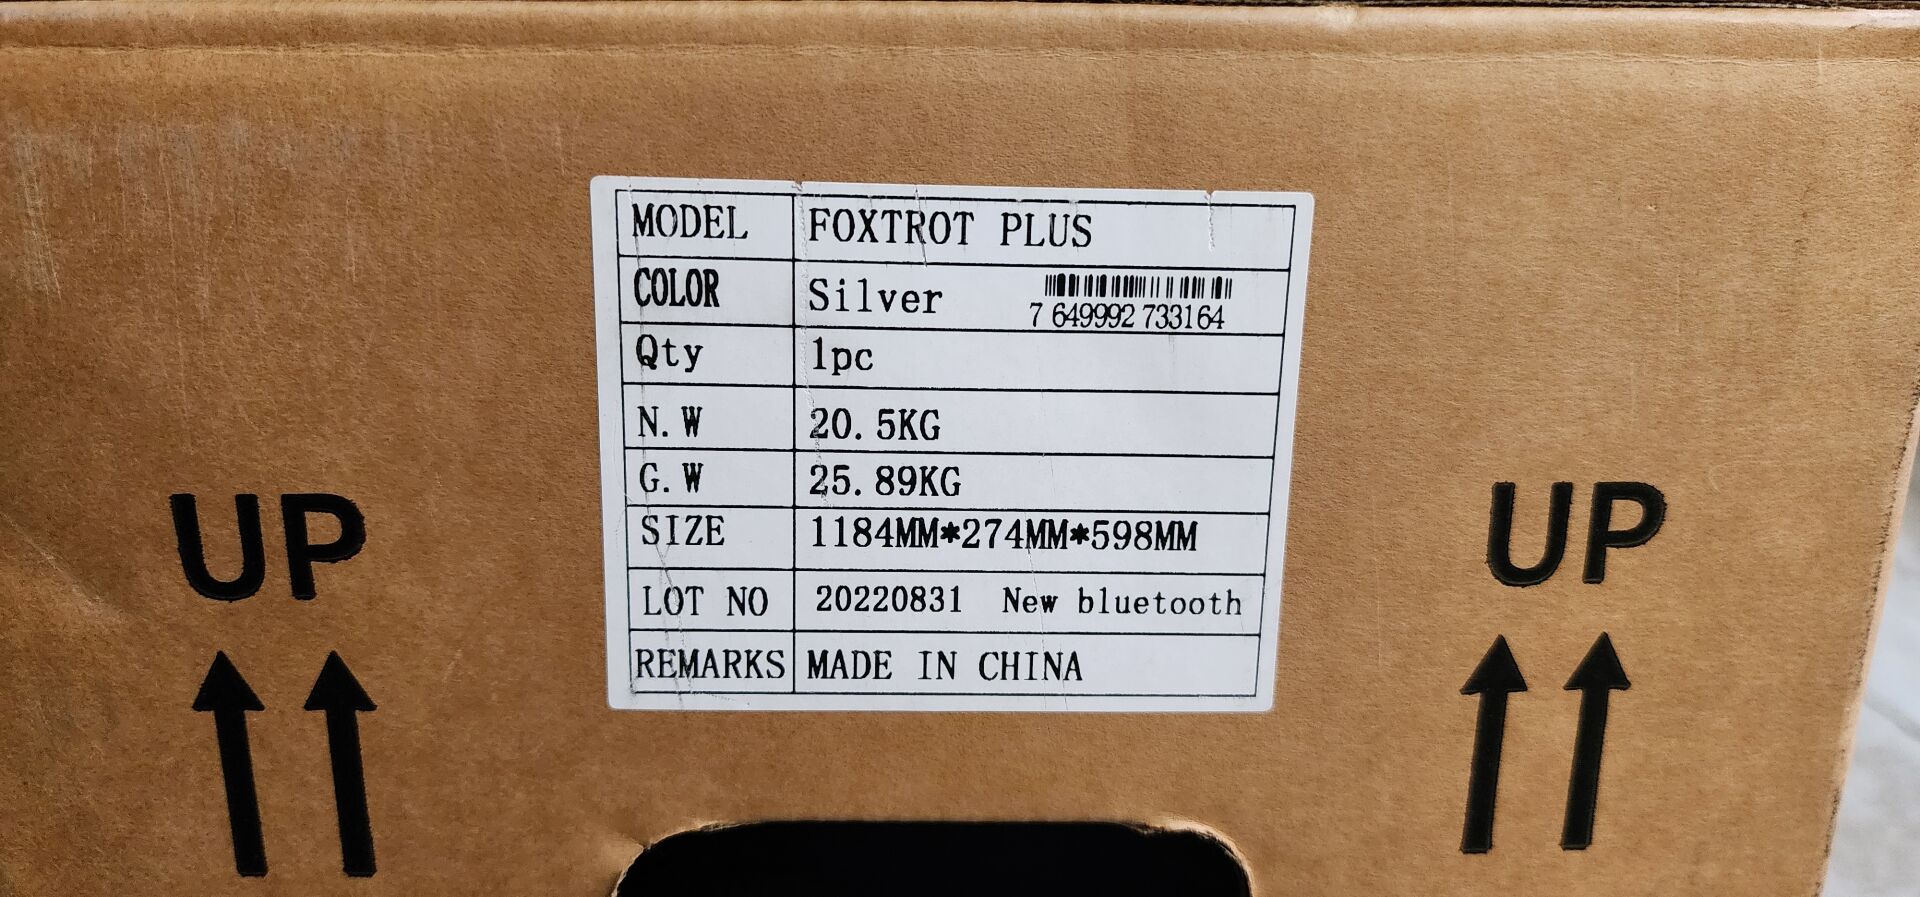 MODEL FOXTROT PLUS
COLOR Silver
7 649992 733164
Qty 1pc
N.W 20.5KG
G.W 25.89KG
SIZE 1184MM*274MM*598MM
LOT NO 20220831 New bluetooth
REMARKS MADE IN CHINA
UP UP